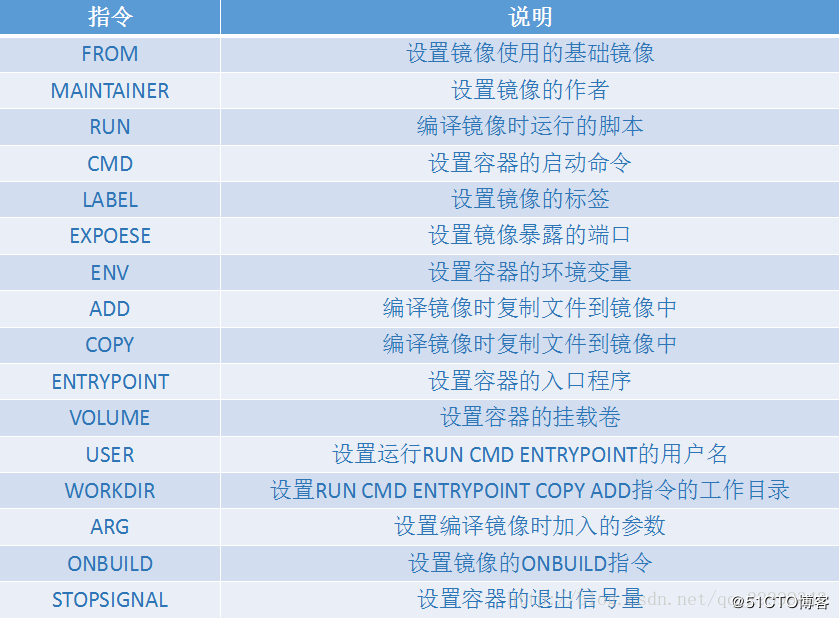 指令 说明
FROM 设置镜像使用的基础镜像
MAINTAINER 设置镜像的作者
RUN 编译镜像时运行的脚本
CMD 设置容器的启动命令
LABEL 设置镜像的标签
EXPOESE 设置镜像暴露的端口
ENV 设置容器的环境变量
ADD 编译镜像时复制文件到镜像中
COPY 编译镜像时复制文件到镜像中
ENTRYPOINT 设置容器的入口程序
VOLUME 设置容器的挂载卷
USER 设置运行RUN CMD ENTRYPOINT的用户名
WORKDIR 设置RUN CMD ENTRYPOINT COPY ADD指令的工作目录
ARG 设置编译镜像时加入的参数
ONBUILD 设置镜像的ONBUILD指令
STOPSIGNAL 设置容器的退出信号量
@51CTO博客